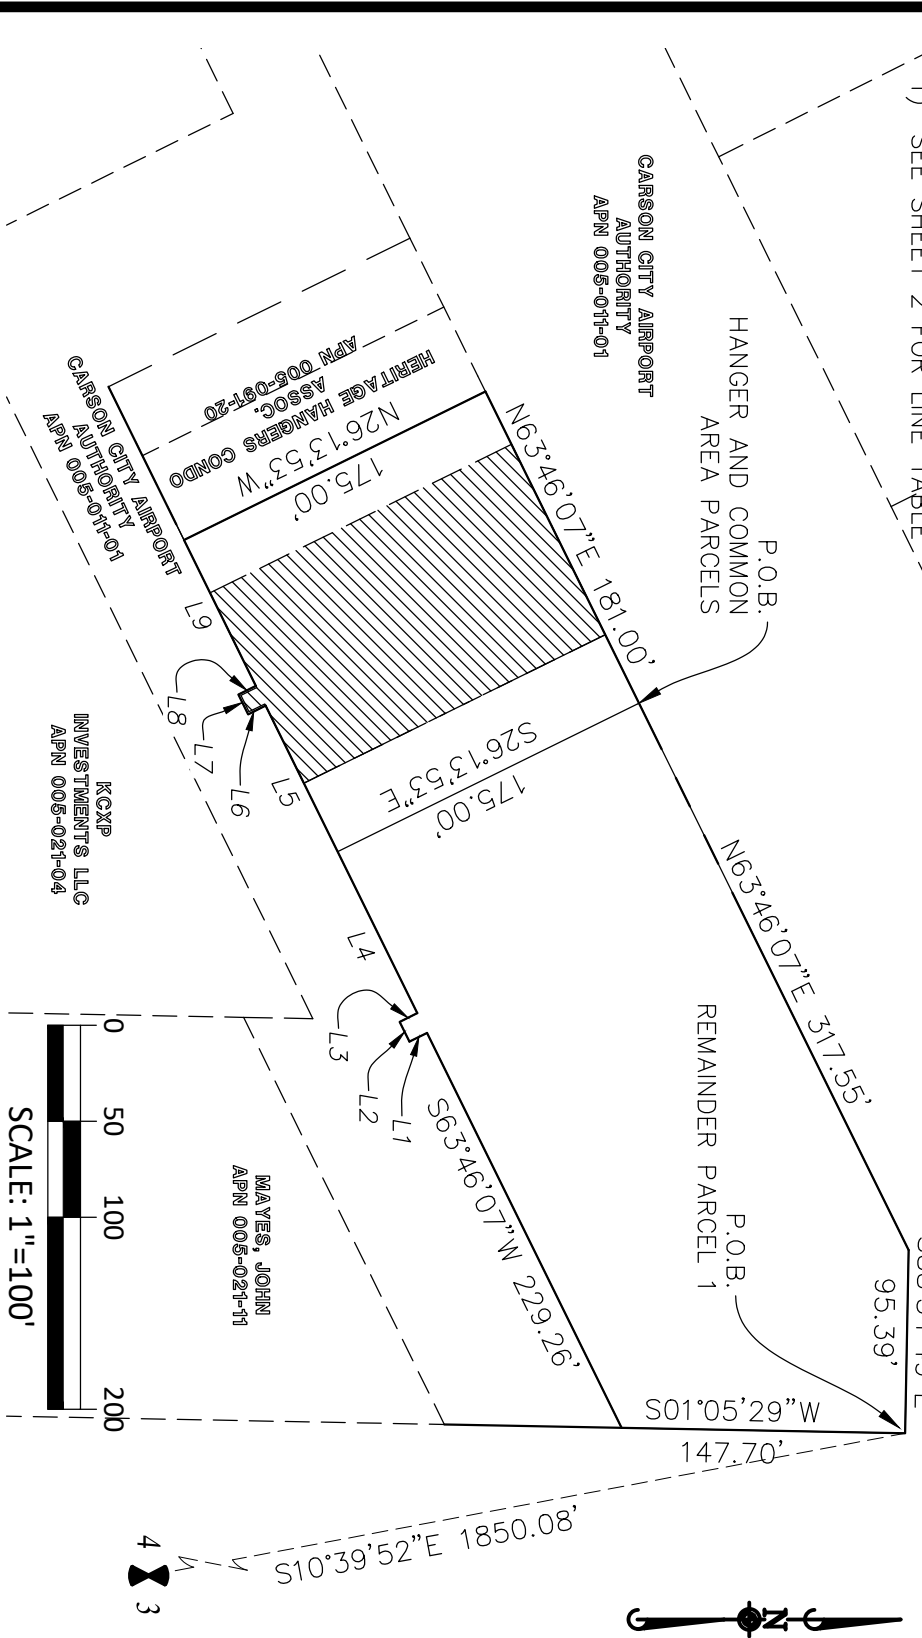 1) SEE SHEET 2 FOR LINE TABLE
CARSON CITY AIRPORT
AUTHORITY
APN 005-011-01
HANGER AND COMMON
AREA PARCELS
P.O.B.
N63°46'07"E 181.00'
N63°46'07"E 317.55'
REMAINDER PARCEL 1
P.O.B.
95.39'
S01°05'29"W
147.70'
S10°39'52"E 1850.08'
HERITAGE HANGERS CONDO
ASSOC.
APN 005-091-20
N26°13'53"W
175.00'
S26°13'53"E
175.00'
CARSON CITY AIRPORT
AUTHORITY
APN 005-011-01
L9
L8
L7
L6
L5
L4
L3
L2
L1
S63°46'07"W 229.26'
KCXP
INVESTMENTS LLC
APN 005-021-04
MAYES, JOHN
APN 005-021-11
0 50 100 200
SCALE: 1"=100'
4 3
N